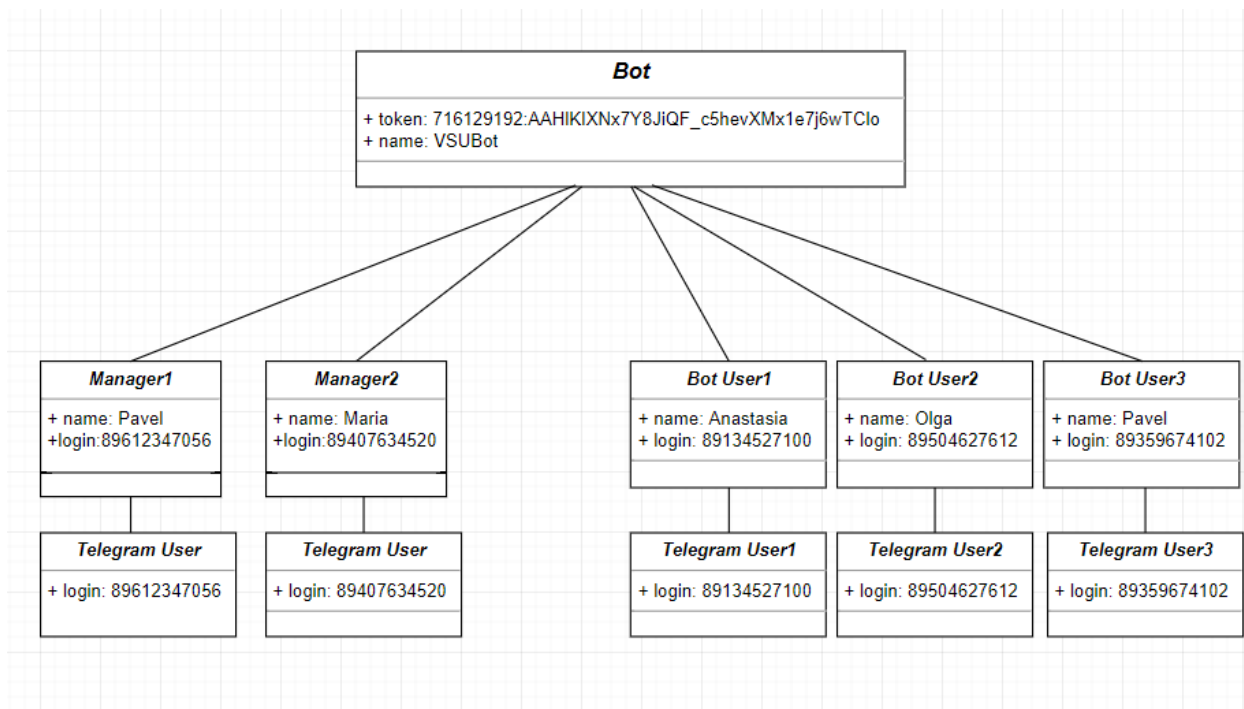 Bot
+ token: 716129192:AAHlKIXNx7Y8JiQF_c5hevXMx1e7j6wTClo
+ name: VSUBot
Manager1
+ name: Pavel
+login:89612347056
Manager2
+ name: Maria
+login:89407634520
Bot User1
+ name: Anastasia
+ login: 89134527100
Bot User2
+ name: Olga
+ login: 89504627612
Bot User3
+ name: Pavel
+ login: 89359674102
Telegram User
+ login: 89612347056
Telegram User
+ login: 89407634520
Telegram User1
+ login: 89134527100
Telegram User2
+ login: 89504627612
Telegram User3
+ login: 89359674102